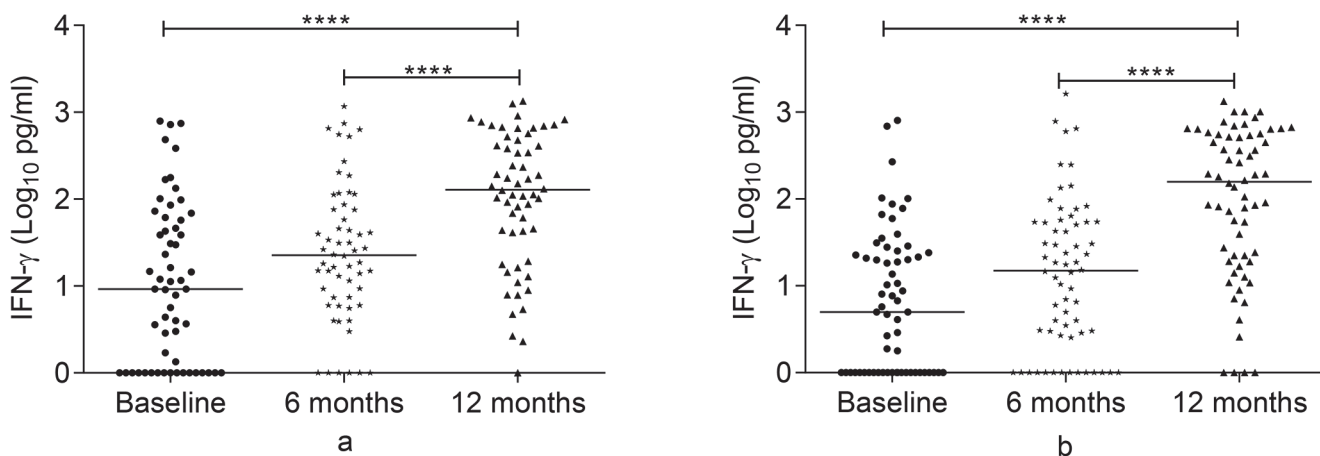 ****
****
4
3
2
1
0
IFN-γ (Log10 pg/ml)
Baseline
6 months
12 months
a
****
****
4
3
2
1
0
IFN-γ (Log10 pg/ml)
Baseline
6 months
12 months
b